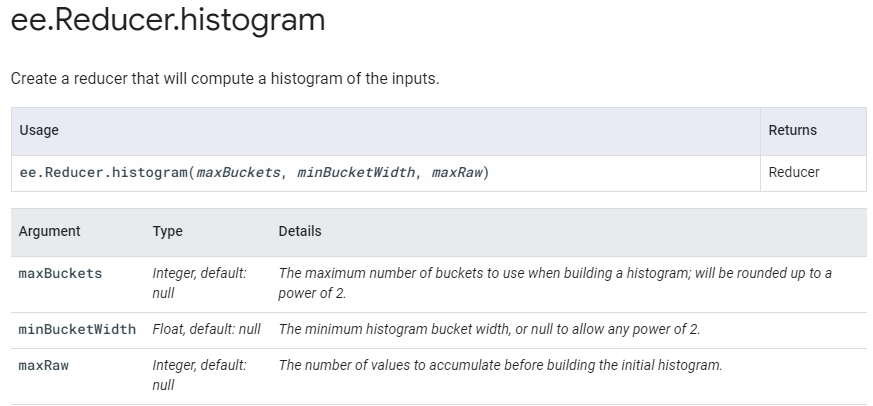 ee.Reducer.histogram
Create a reducer that will compute a histogram of the inputs.
Usage Returns
ee.Reducer.histogram(maxBuckets, minBucketWidth, maxRaw) Reducer
Argument Type Details
maxBuckets Integer, default: The maximum number of buckets to use when building a histogram; will be rounded up to a
null power of 2.
minBucketWidth Float, default: null The minimum histogram bucket width, or null to allow any power of 2.
maxRaw Integer, default: The number of values to accumulate before building the initial histogram.
null